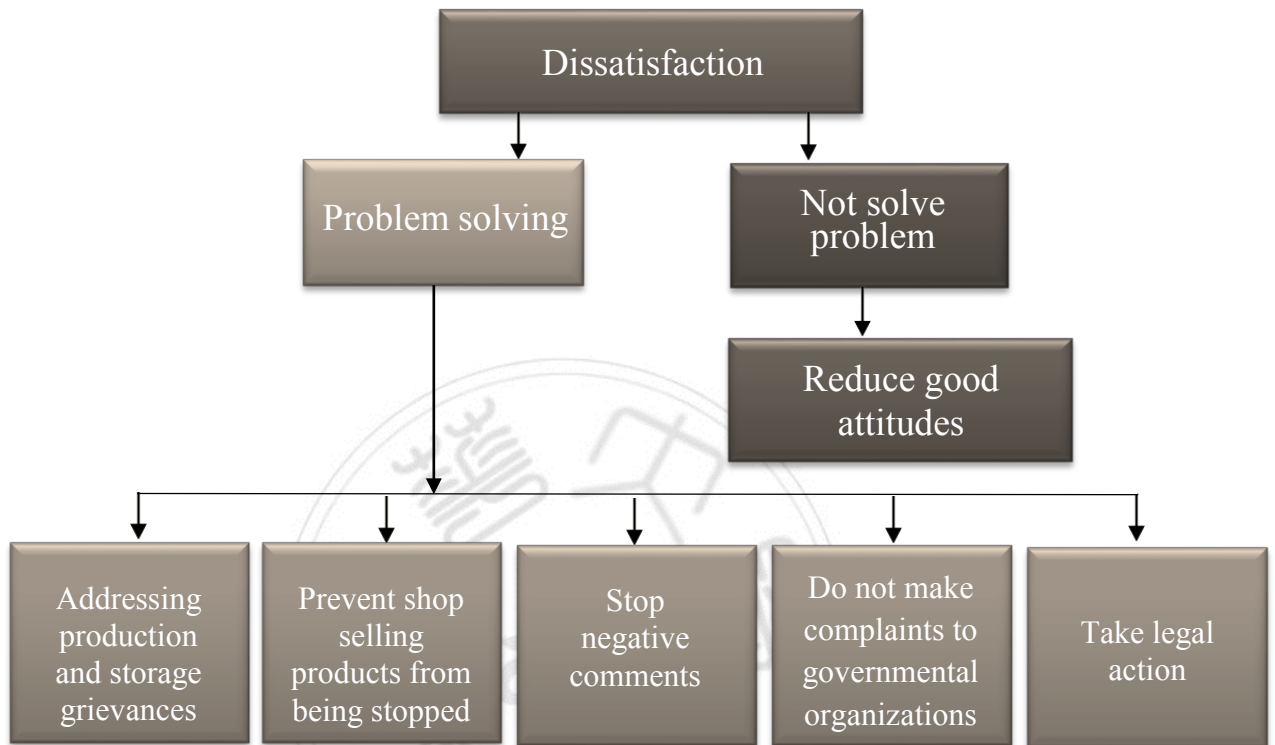 Dissatisfaction
Problem solving
Not solve
problem
Reduce good
attitudes
Addressing
production
and storage
grievances
Prevent shop
selling
products from
being stopped
Stop
negative
comments
Do not make
complaints to
governmental
organizations
Take legal
action